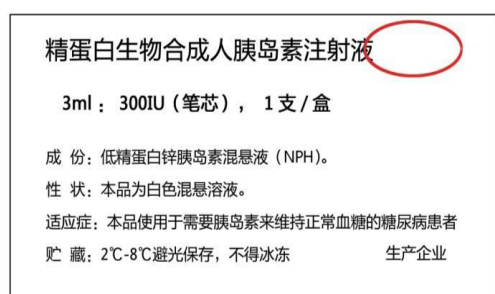 精蛋白生物合成人胰岛素注射液
3ml： 300IU（笔芯）， 1支/盒
成 份：低精蛋白锌胰岛素混悬液（NPH）。
性 状：本品为白色混悬溶液。
适应症：本品使用于需要胰岛素来维持正常血糖的糖尿病患者
贮 藏：2℃-8℃避光保存，不得冰冻 生产企业